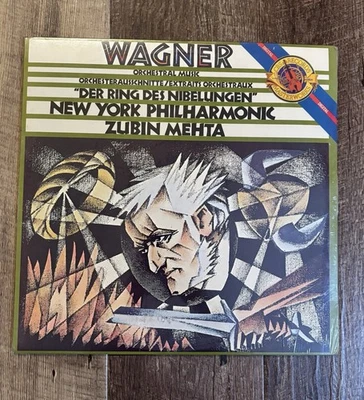 WAGNER
ORCHESTRAL MUSIC
ORCHESTERAUSSCHNITTE/EXTRAITS ORCHESTRAUX
"DER RING DES NIBELUNGEN"
NEW YORK PHILHARMONIC
ZUBIN MEHTA